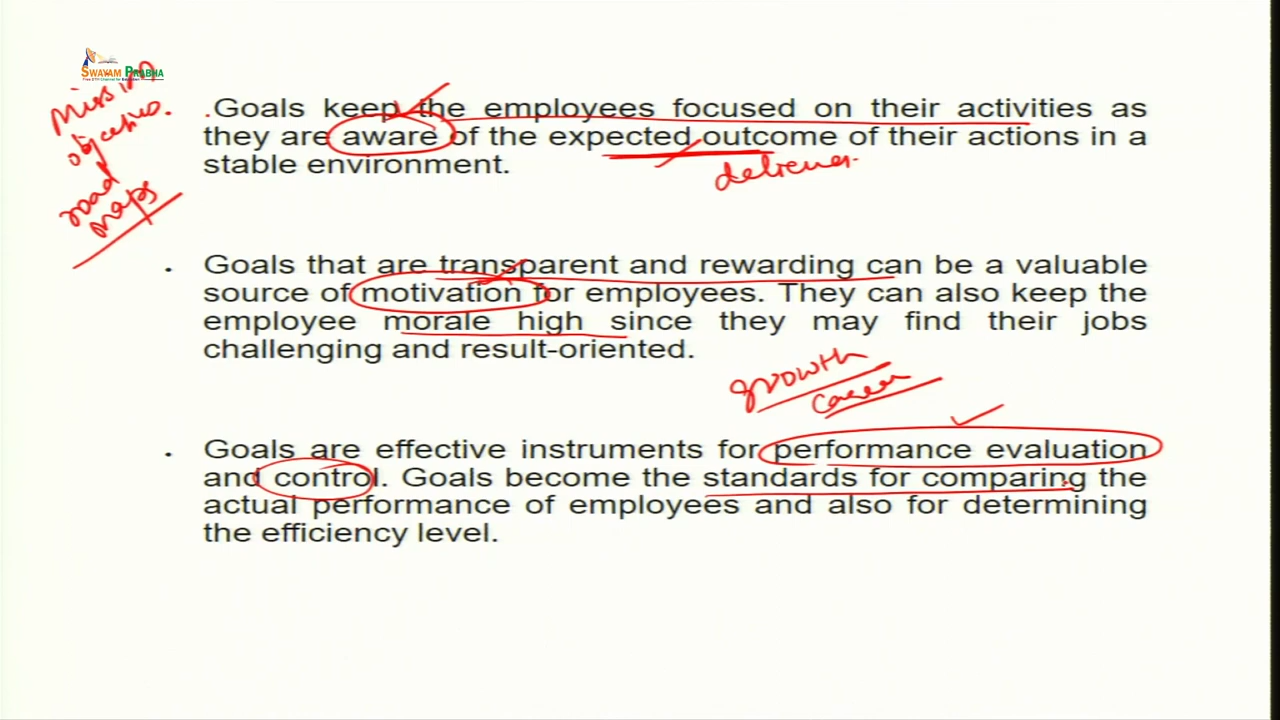 SWAYAM PRABHA
Mission
objectives.
road
maps
.Goals keep the employees focused on their activities as
they are aware of the expected outcome of their actions in a
stable environment.
. Goals that are transparent and rewarding can be a valuable
source of motivation for employees. They can also keep the
employee morale high since they may find their jobs
challenging and result-oriented.
growth
career
. Goals are effective instruments for performance evaluation
and control. Goals become the standards for comparing the
actual performance of employees and also for determining
the efficiency level.